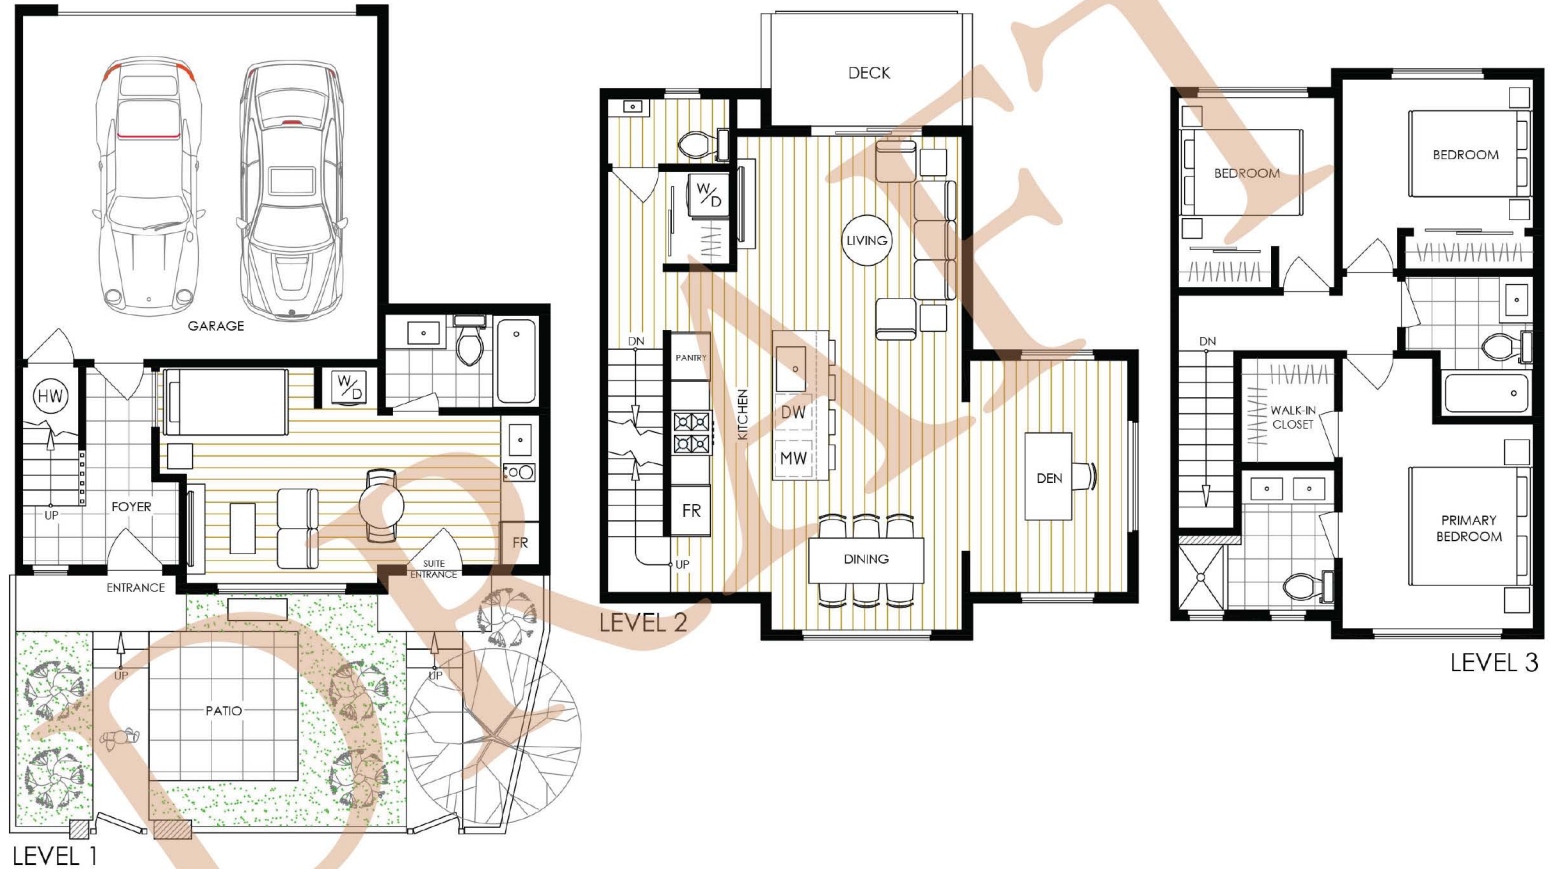 GARAGE
HW
W/D
FOYER
UP
FR
ENTRANCE
SUITE
ENTRANCE
UP
UP
PATIO
LEVEL 1
DECK
W/D
LIVING
DN
PANTRY
KITCHEN
DW
MW
FR
DEN
DINING
UP
LEVEL 2
BEDROOM
BEDROOM
DN
WALK-IN
CLOSET
PRIMARY
BEDROOM
LEVEL 3
DRAFT